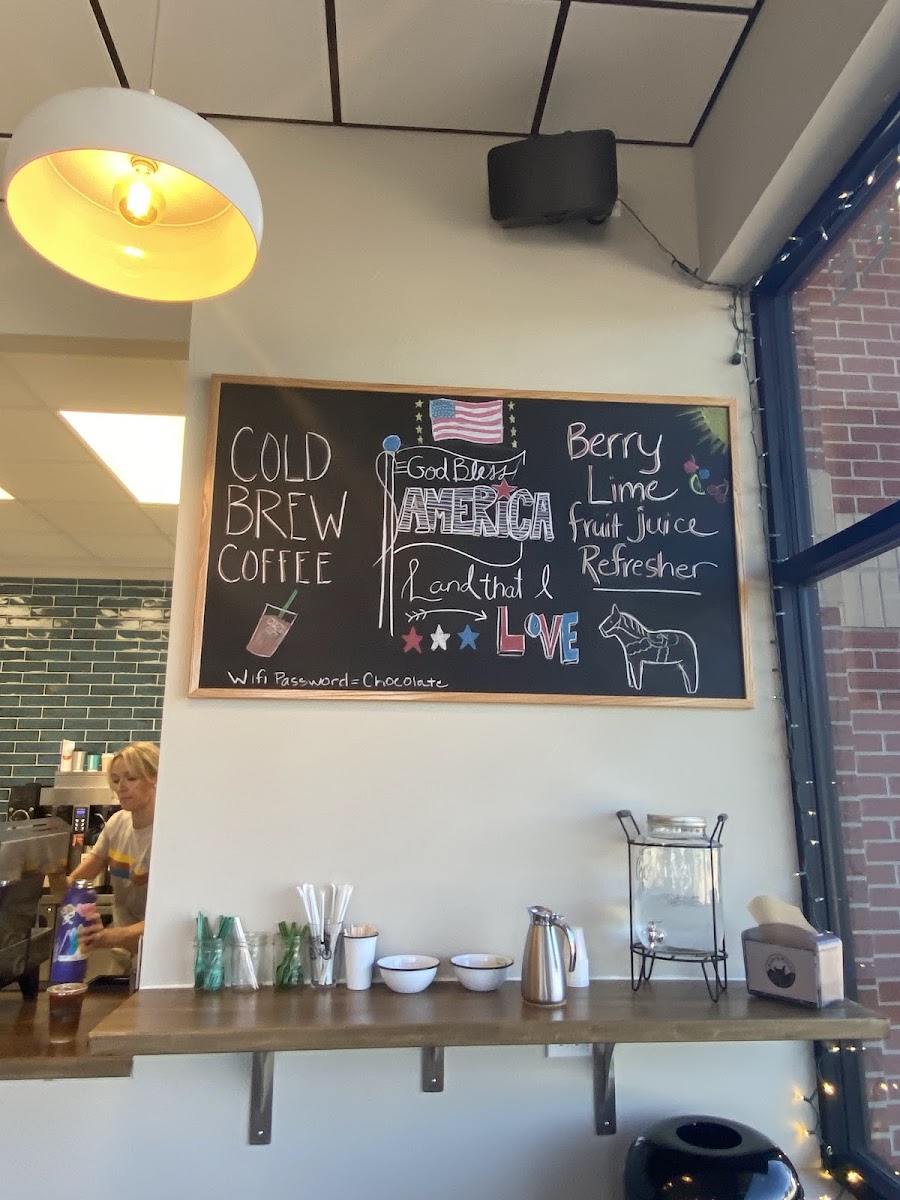 COLD
BREW
COFFEE
Wifi Password = Chocolate
God Bless
AMERICA
Land that I
LOVE
Berry
Lime
fruit juice
Refresher